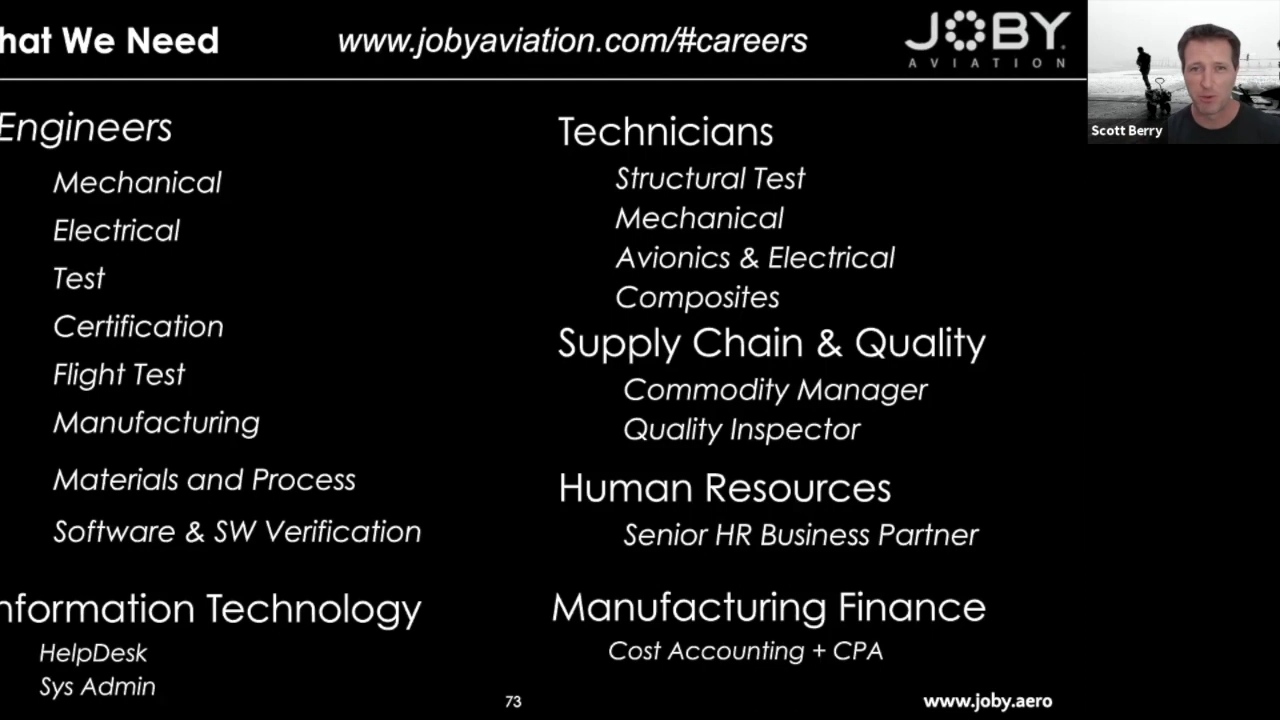 hat We Need
www.jobyaviation.com/#careers
JOBY
AVIATION
Scott Berry
Engineers
Mechanical
Electrical
Test
Certification
Flight Test
Manufacturing
Materials and Process
Software & SW Verification
nformation Technology
HelpDesk
Sys Admin
Technicians
Structural Test
Mechanical
Avionics & Electrical
Composites
Supply Chain & Quality
Commodity Manager
Quality Inspector
Human Resources
Senior HR Business Partner
Manufacturing Finance
Cost Accounting + CPA
73
www.joby.aero